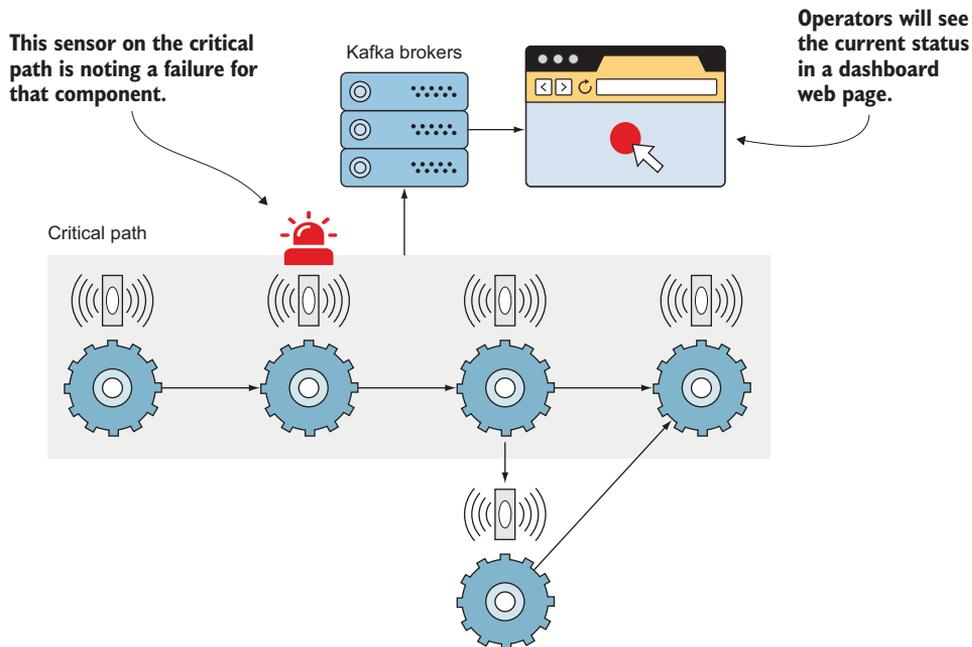 This sensor on the critical
path is noting a failure for
that component.
Kafka brokers
Operators will see
the current status
in a dashboard
web page.
Critical path